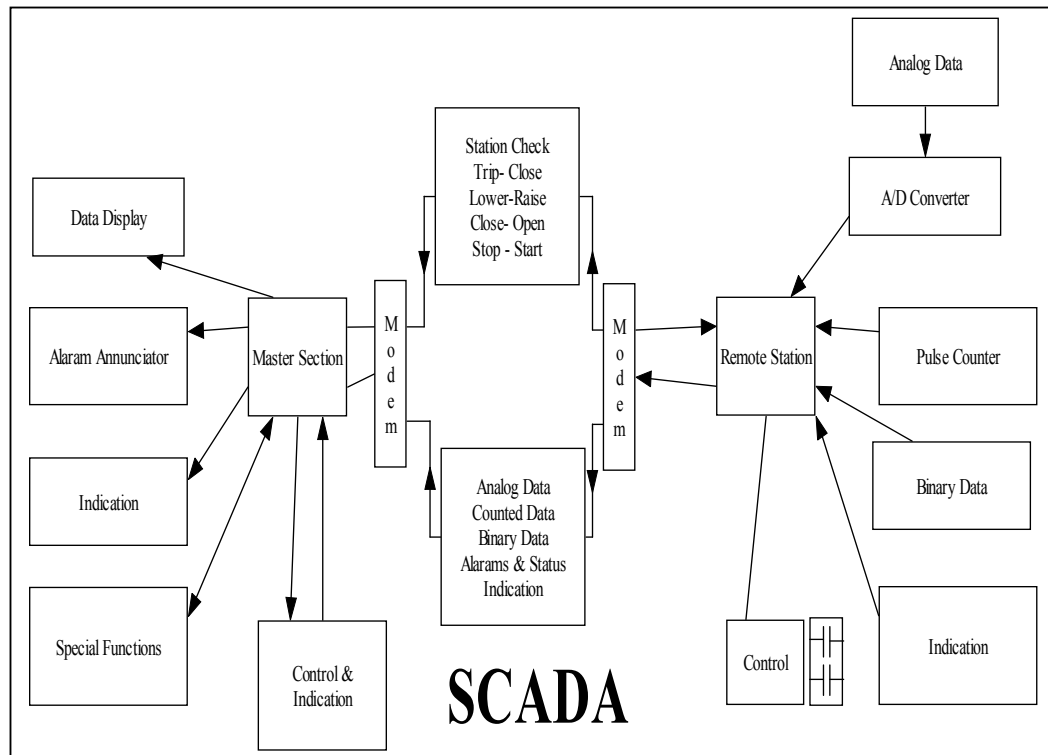 Analog Data
Station Check
Trip- Close
Lower-Raise
Close- Open
Stop - Start
A/D Converter
Data Display
Alaram Annunciator
Master Section
M
o
d
e
m
M
o
d
e
m
Remote Station
Pulse Counter
Indication
Analog Data
Counted Data
Binary Data
Alarams & Status
Indication
Binary Data
Special Functions
Control &
Indication
Control
Indication
SCADA